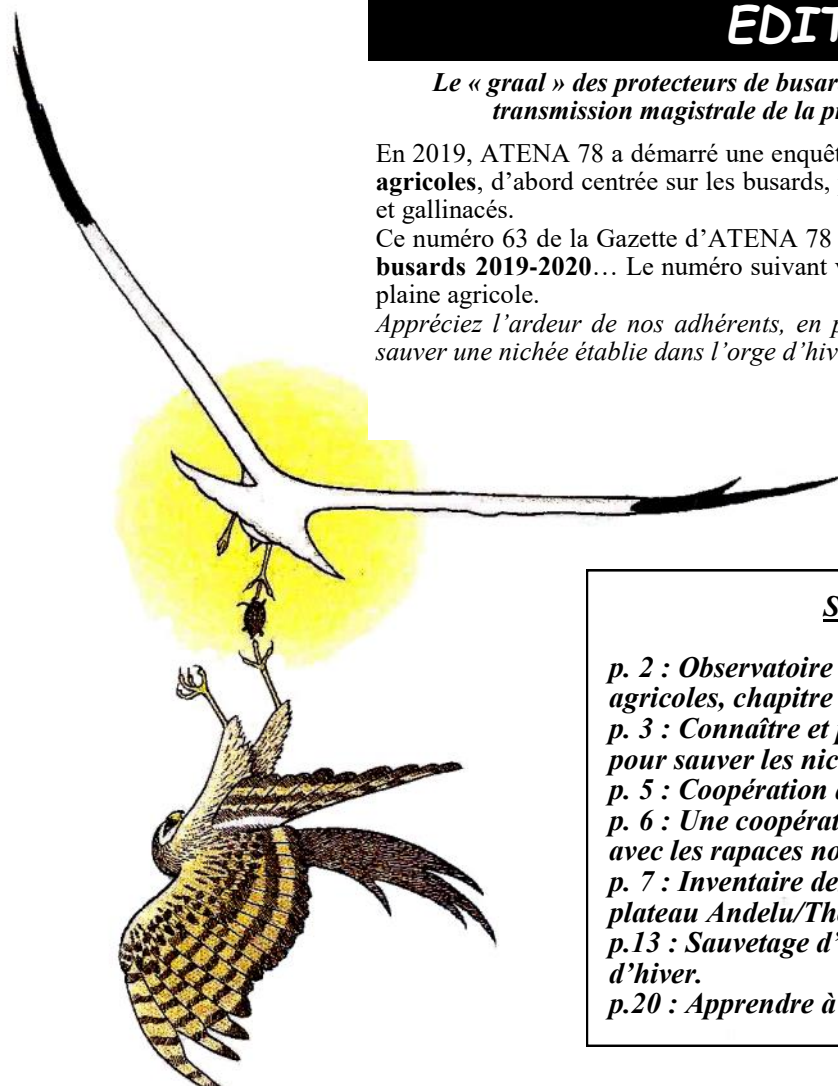 EDIT
Le « graal » des protecteurs de busar
transmission magistrale de la p
En 2019, ATENA 78 a démarré une enquêt
agricoles, d’abord centrée sur les busards,
et gallinacés.
Ce numéro 63 de la Gazette d’ATENA 78
busards 2019-2020… Le numéro suivant v
plaine agricole.
Appréciez l’ardeur de nos adhérents, en p
sauver une nichée établie dans l’orge d’hiv
S
p. 2 : Observatoire
agricoles, chapitre
p. 3 : Connaître et p
pour sauver les nic
p. 5 : Coopération
p. 6 : Une coopérat
avec les rapaces no
p. 7 : Inventaire de
plateau Andelu/Th
p.13 : Sauvetage d’
d’hiver.
p.20 : Apprendre à